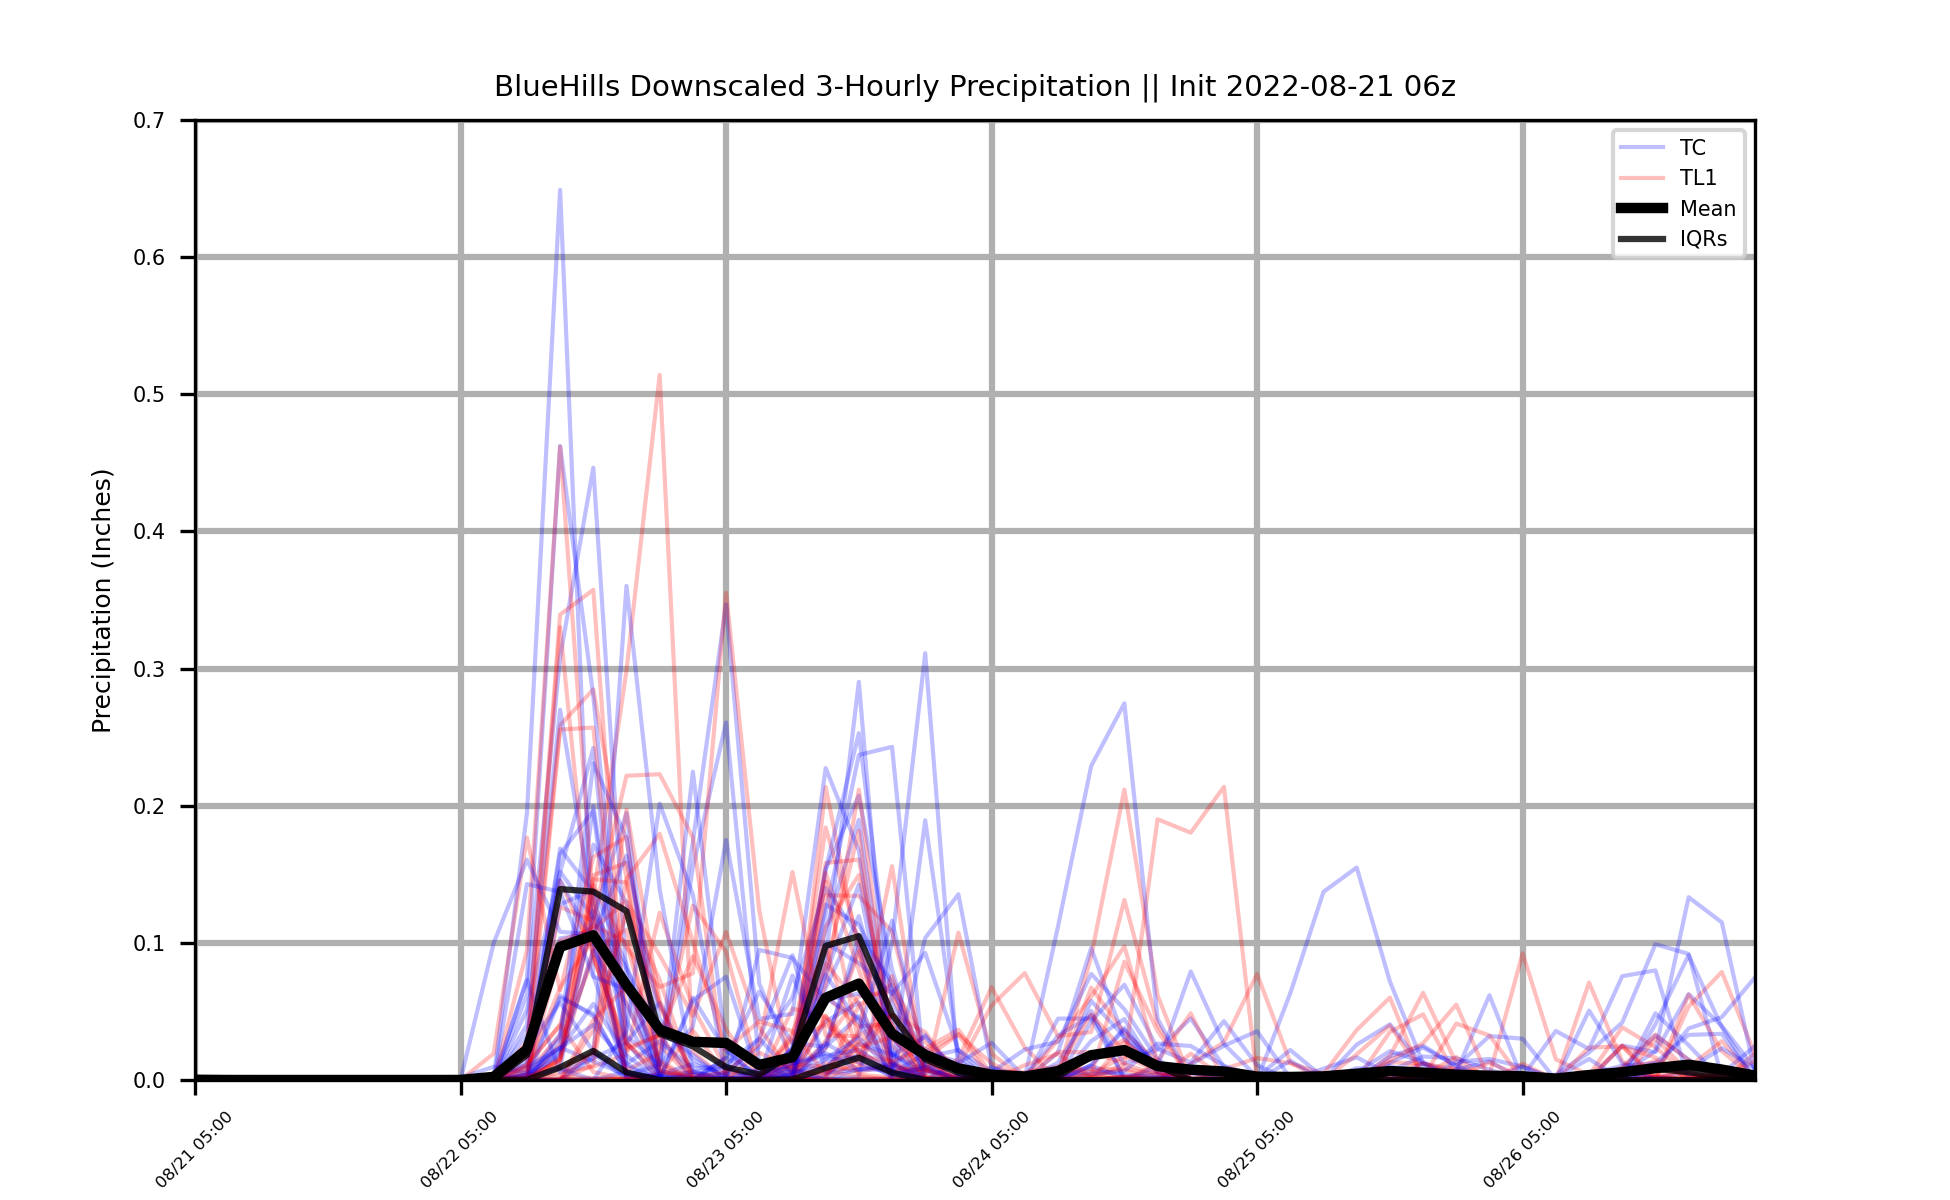 BlueHills Downscaled 3-Hourly Precipitation || Init 2022-08-21 06z
0.7
0.6
0.5
0.4
0.3
0.2
0.1
0.0
Precipitation (Inches)
TC
TL1
Mean
IQRs
08/21 05:00
08/22 05:00
08/23 05:00
08/24 05:00
08/25 05:00
08/26 05:00